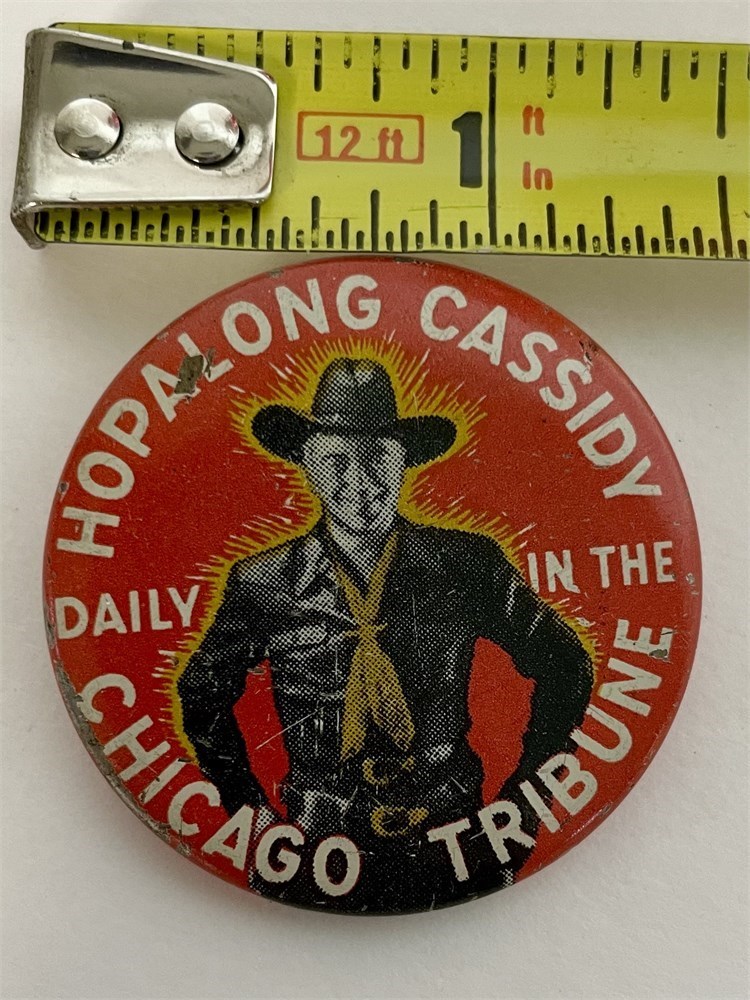 12 ft
1
ft
in
HOPALONG CASSIDY
DAILY IN THE
CHICAGO TRIBUNE